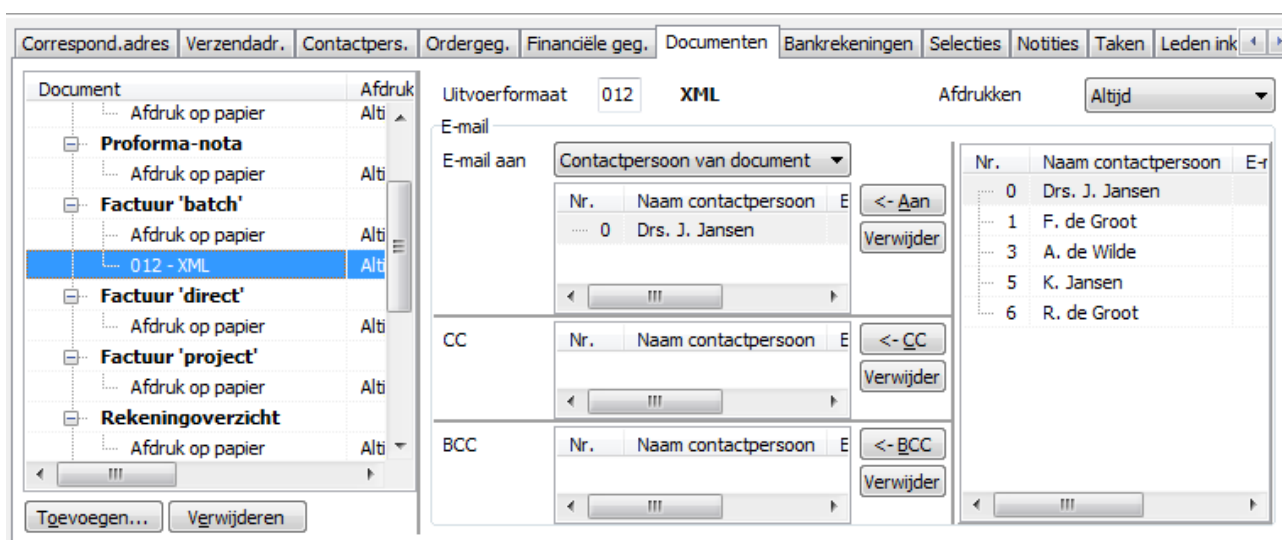 Correspond.adres Verzendadr. Contactpers. Ordergeg. Financiële geg. Documenten Bankrekeningen Selecties Notities Taken Leden ink
Document Afdruk
Afdruk op papier Alti
Proforma-nota
Afdruk op papier Alti
Factuur 'batch'
Afdruk op papier Alti
012 - XML Alti
Factuur 'direct'
Afdruk op papier Alti
Factuur 'project'
Afdruk op papier Alti
Rekeningoverzicht
Afdruk op papier Alti
Toevoegen... Verwijderen
Uitvoerformaat 012 XML Afdrukken Altijd
E-mail
E-mail aan Contactpersoon van document
Nr. Naam contactpersoon E
0 Drs. J. Jansen
<- Aan
Verwijder
CC Nr. Naam contactpersoon E
<- CC
Verwijder
BCC Nr. Naam contactpersoon E
<- BCC
Verwijder
Nr. Naam contactpersoon E-r
0 Drs. J. Jansen
1 F. de Groot
3 A. de Wilde
5 K. Jansen
6 R. de Groot